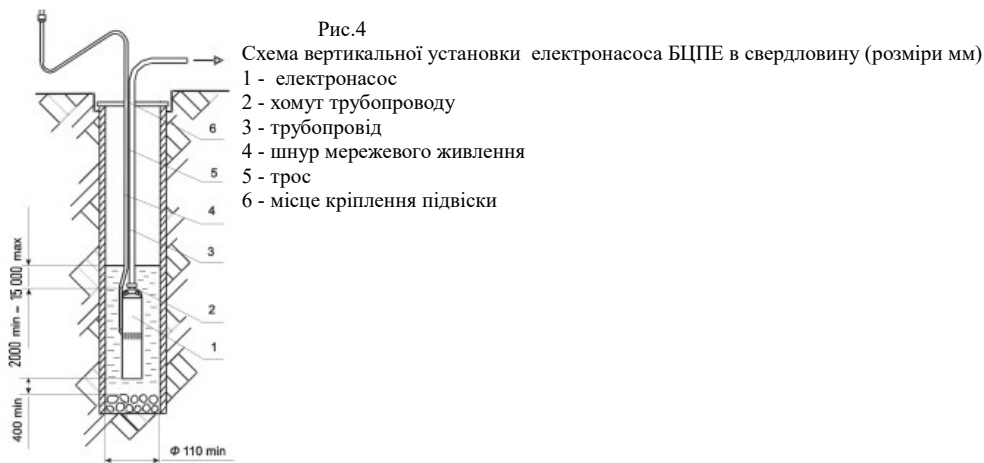 Рис.4
Схема вертикальної установки електронасоса БЦПЕ в свердловину (розміри мм)
1 - електронасос
2 - хомут трубопроводу
3 - трубопровід
4 - шнур мережевого живлення
5 - трос
6 - місце кріплення підвіски
6
5
4
3
2
1
2000 min – 15 000 max
400 min
Ф 110 min